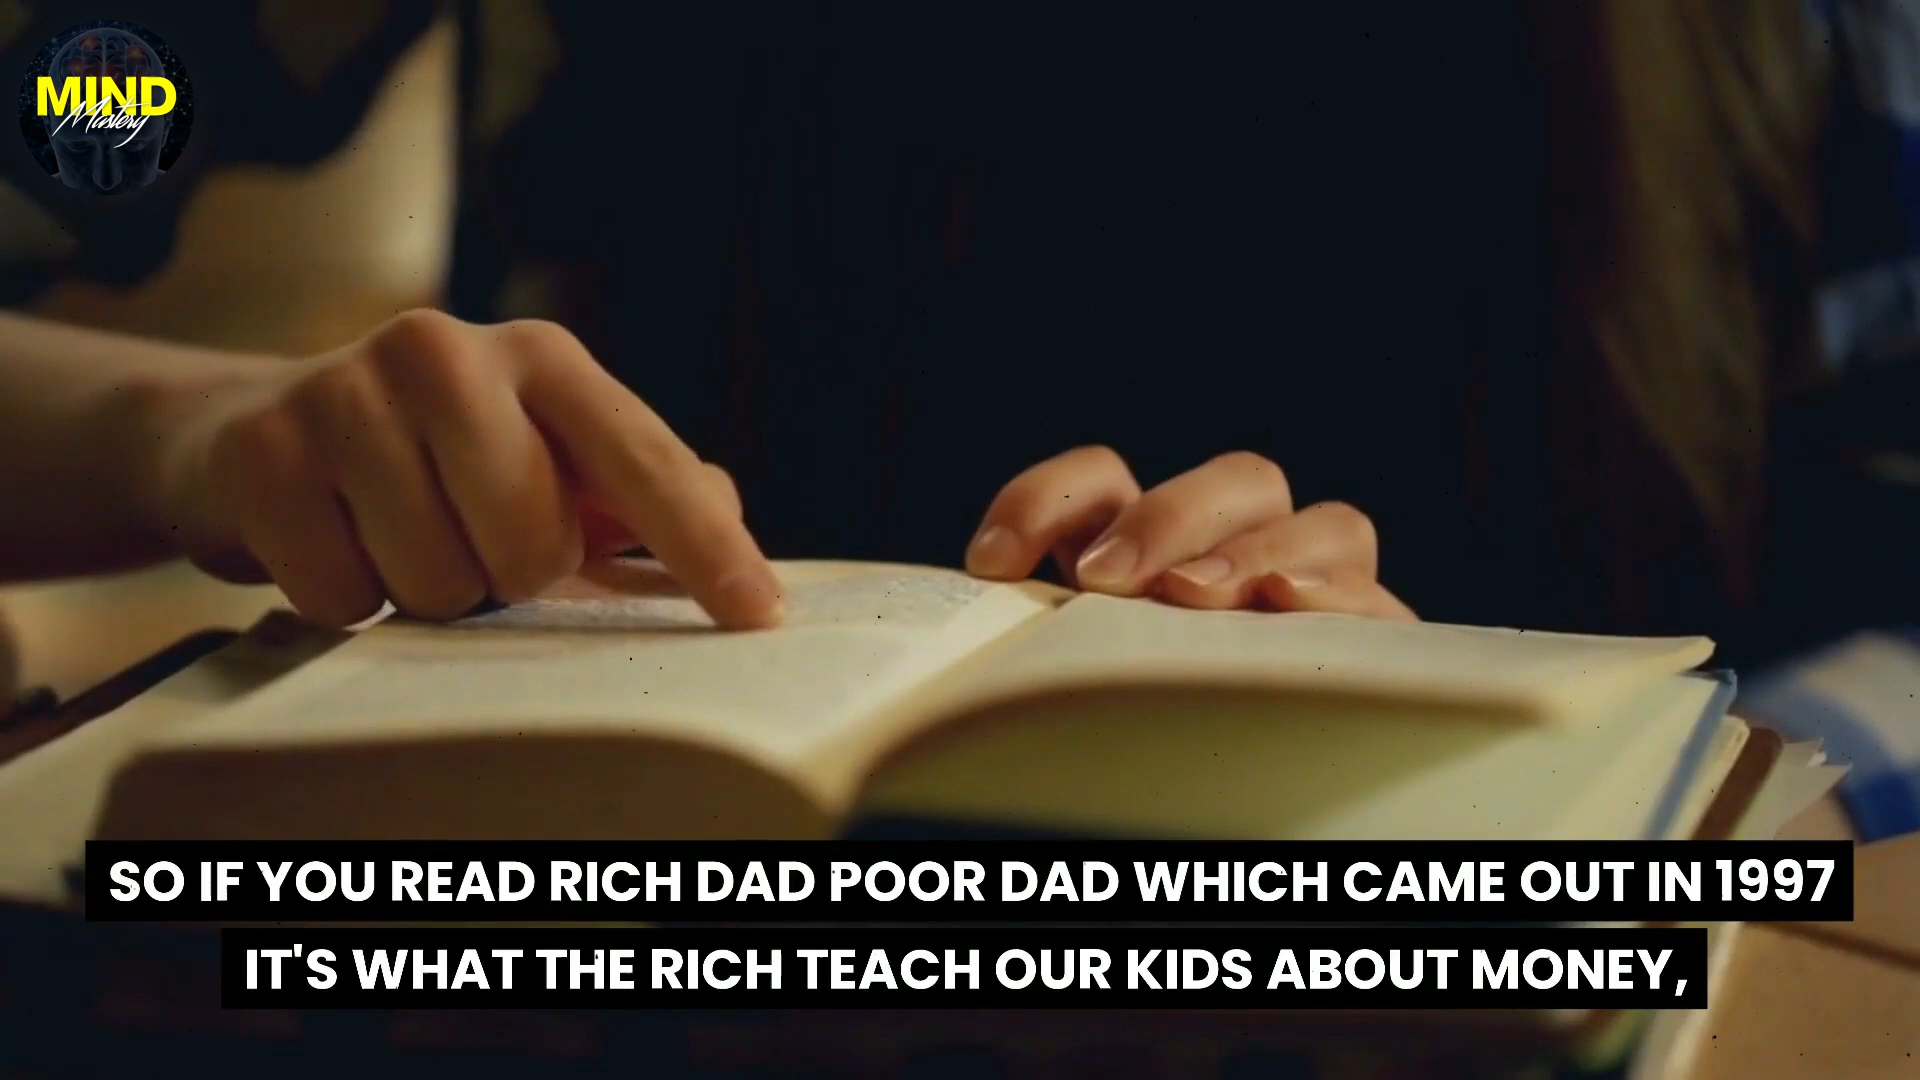 MIND
Mastery
SO IF YOU READ RICH DAD POOR DAD WHICH CAME OUT IN 1997
IT'S WHAT THE RICH TEACH OUR KIDS ABOUT MONEY,